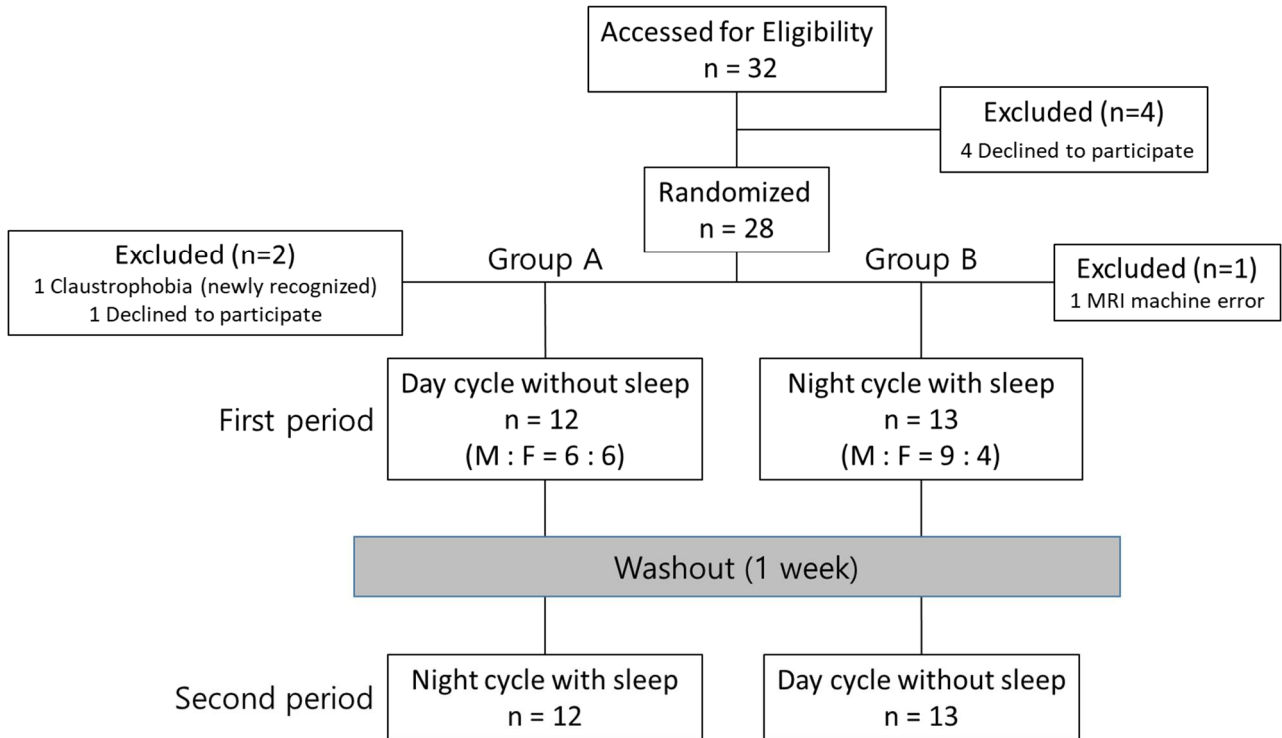 Accessed for Eligibility
n = 32
Excluded (n=4)
4 Declined to participate
Randomized
n = 28
Excluded (n=2)
1 Claustrophobia (newly recognized)
1 Declined to participate
Group A
Group B
Excluded (n=1)
1 MRI machine error
First period
Day cycle without sleep
n = 12
(M : F = 6 : 6)
Night cycle with sleep
n = 13
(M : F = 9 : 4)
Washout (1 week)
Second period
Night cycle with sleep
n = 12
Day cycle without sleep
n = 13